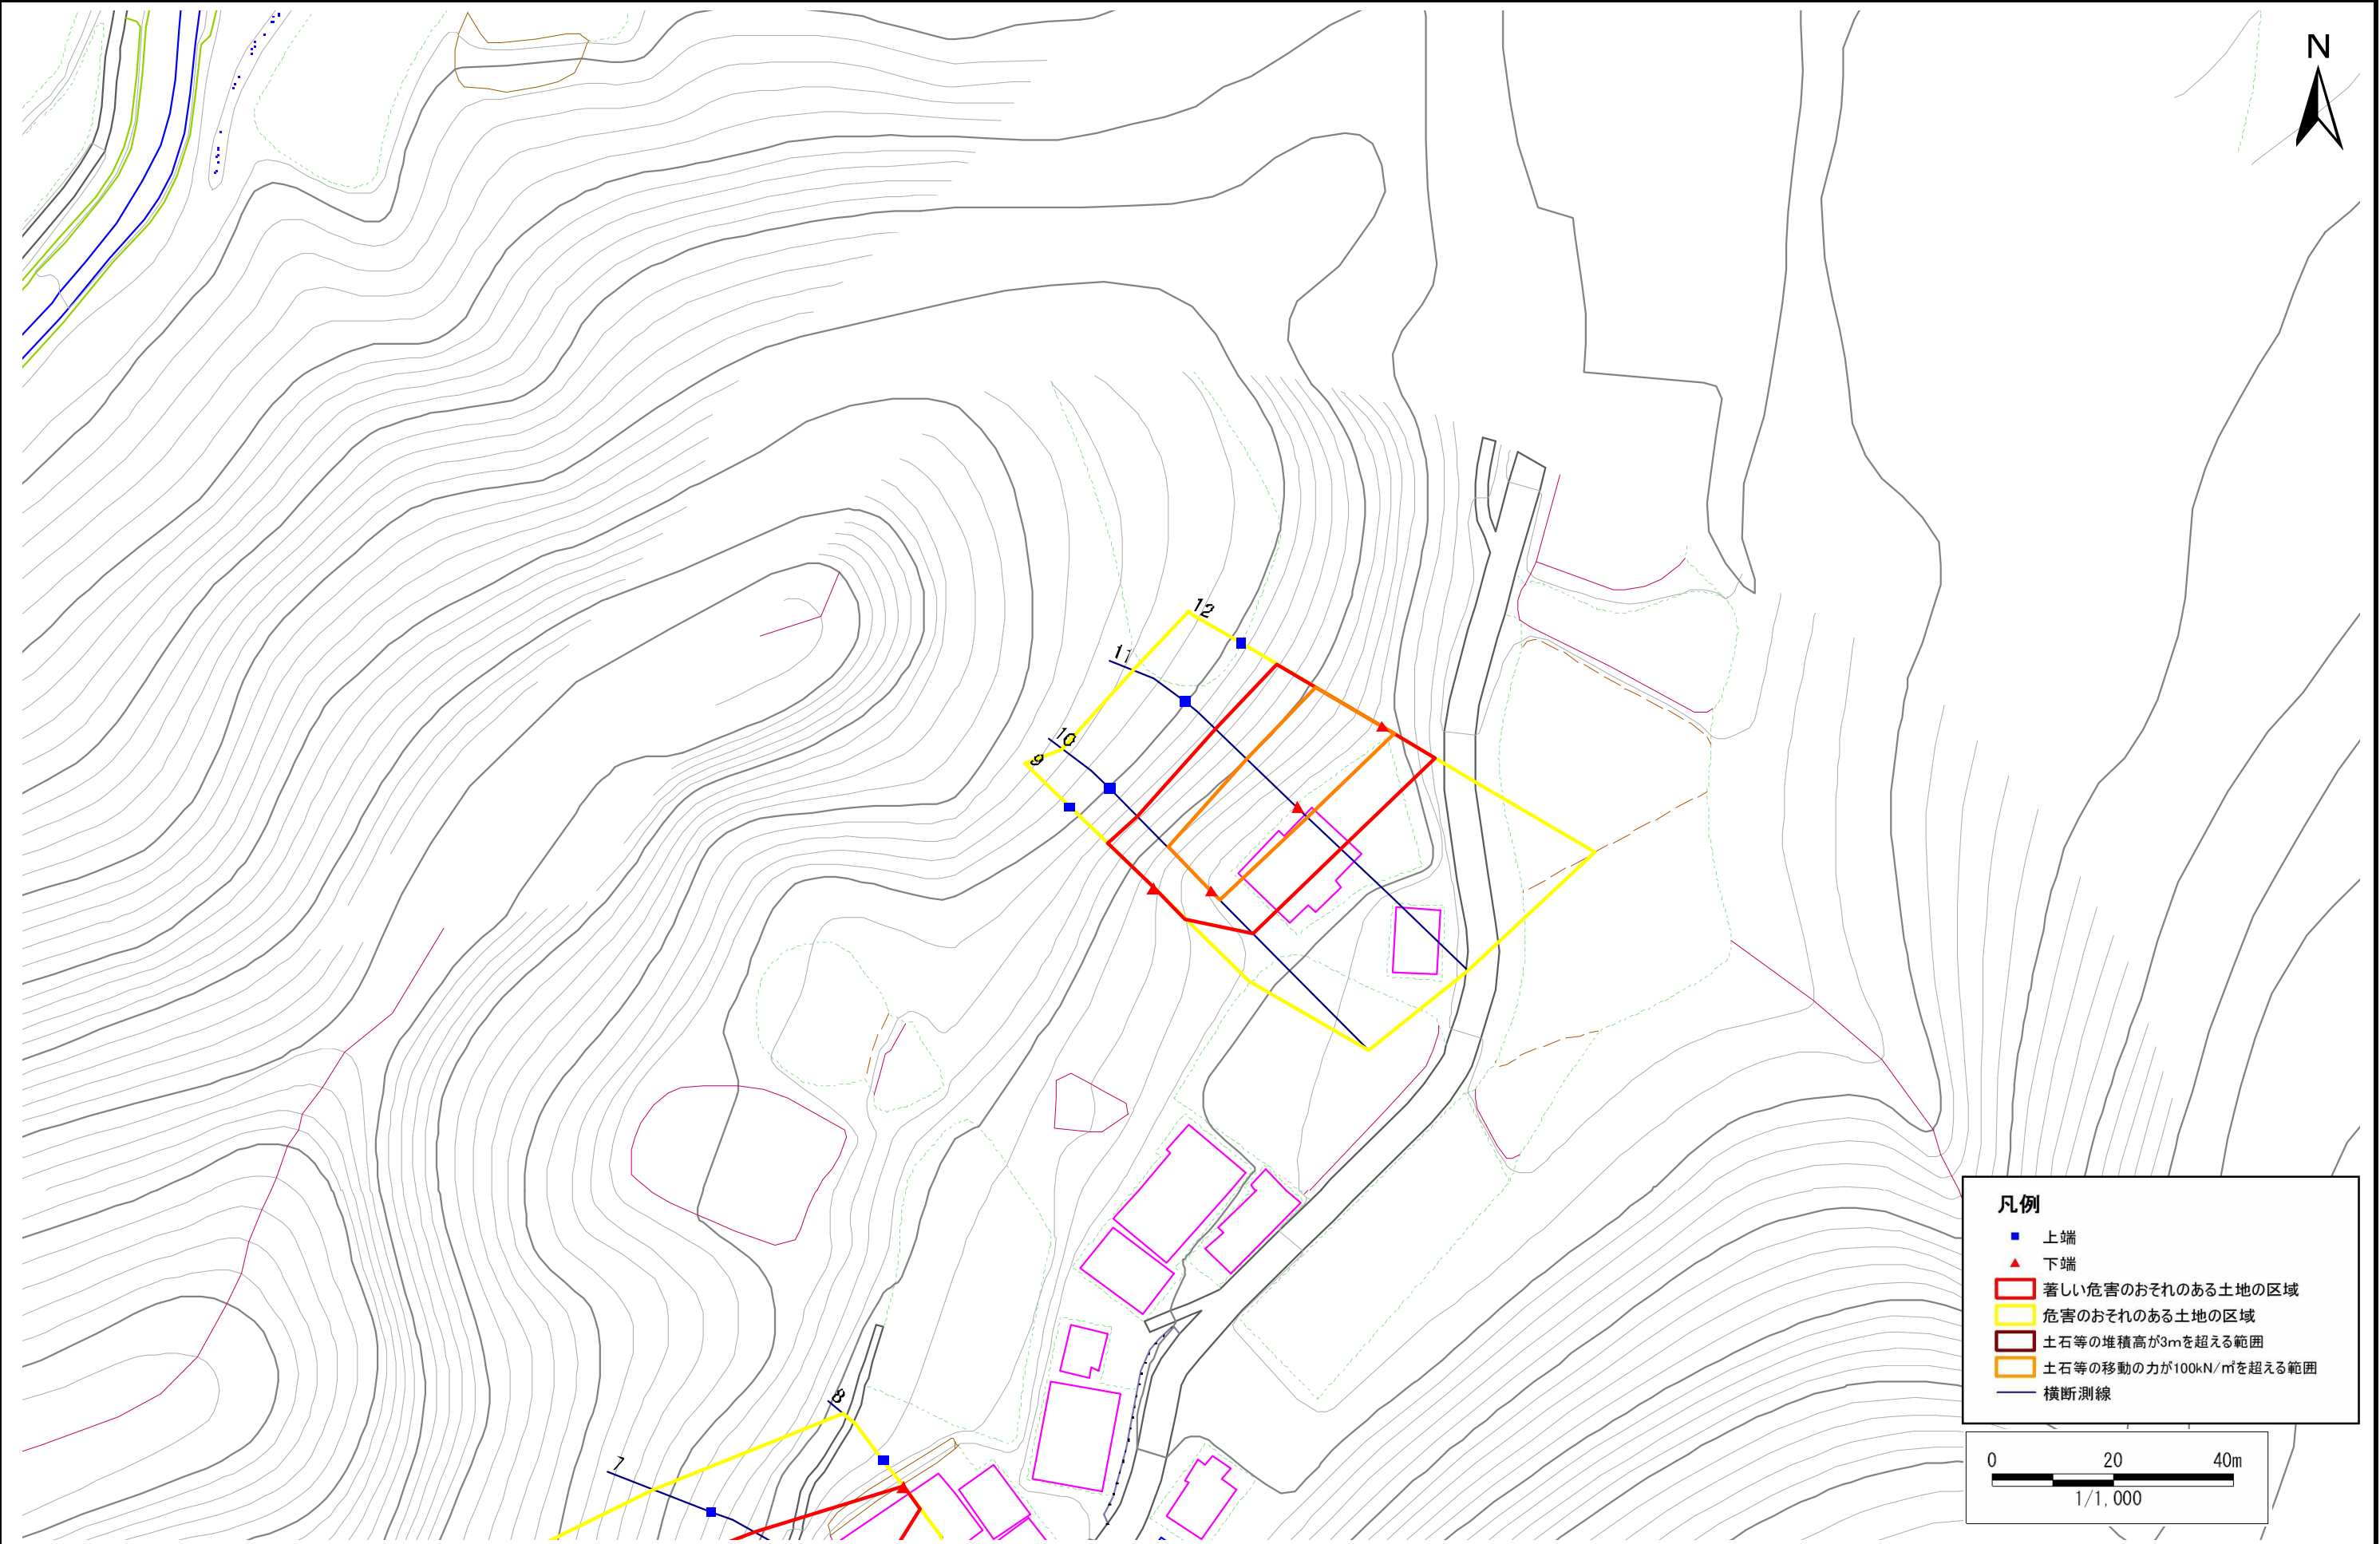 N
12
11
10
9
8
7
凡例
上端
下端
著しい危害のおそれのある土地の区域
危害のおそれのある土地の区域
土石等の堆積高が3mを超える範囲
土石等の移動の力が100kN/㎡を超える範囲
横断測線
0 20 40m
1/1,000